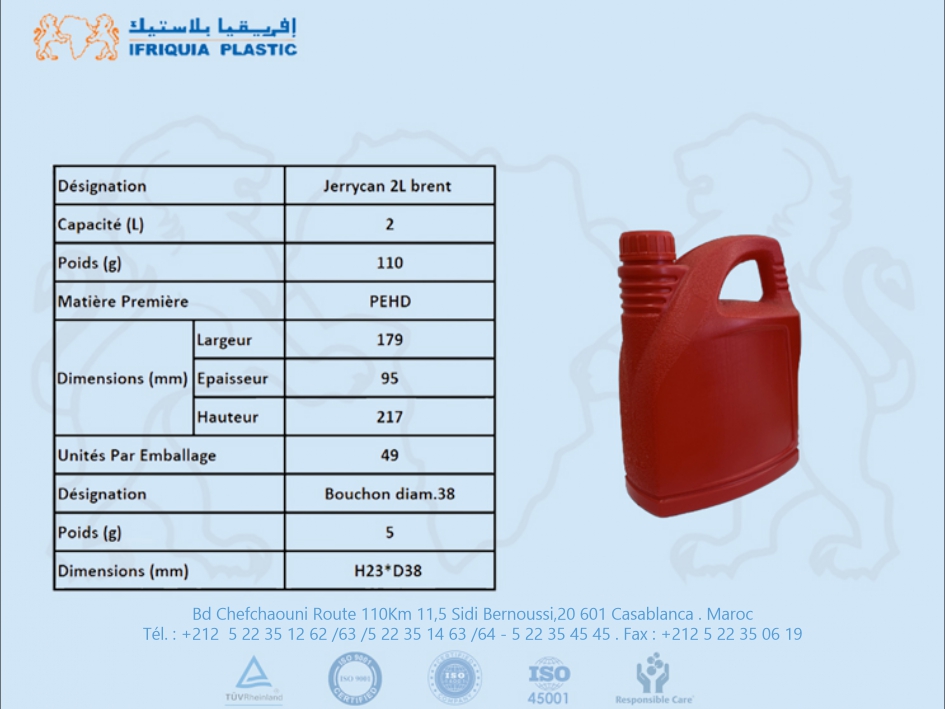 إفريقيا بلاستيك
IFRIQUIA PLASTIC
Désignation Jerrycan 2L brent
Capacité (L) 2
Poids (g) 110
Matière Première PEHD
Dimensions (mm) Largeur 179
Epaisseur 95
Hauteur 217
Unités Par Emballage 49
Désignation Bouchon diam.38
Poids (g) 5
Dimensions (mm) H23*D38
Bd Chefchaouni Route 110Km 11,5 Sidi Bernoussi,20 601 Casablanca . Maroc
Tél. : +212 5 22 35 12 62 /63 /5 22 35 14 63 /64 - 5 22 35 45 45 . Fax : +212 5 22 35 06 19
TÜVRheinland
ISO 9001
ISO 9001
CERTIFIED
ISO
ISO
45001
Responsible Care